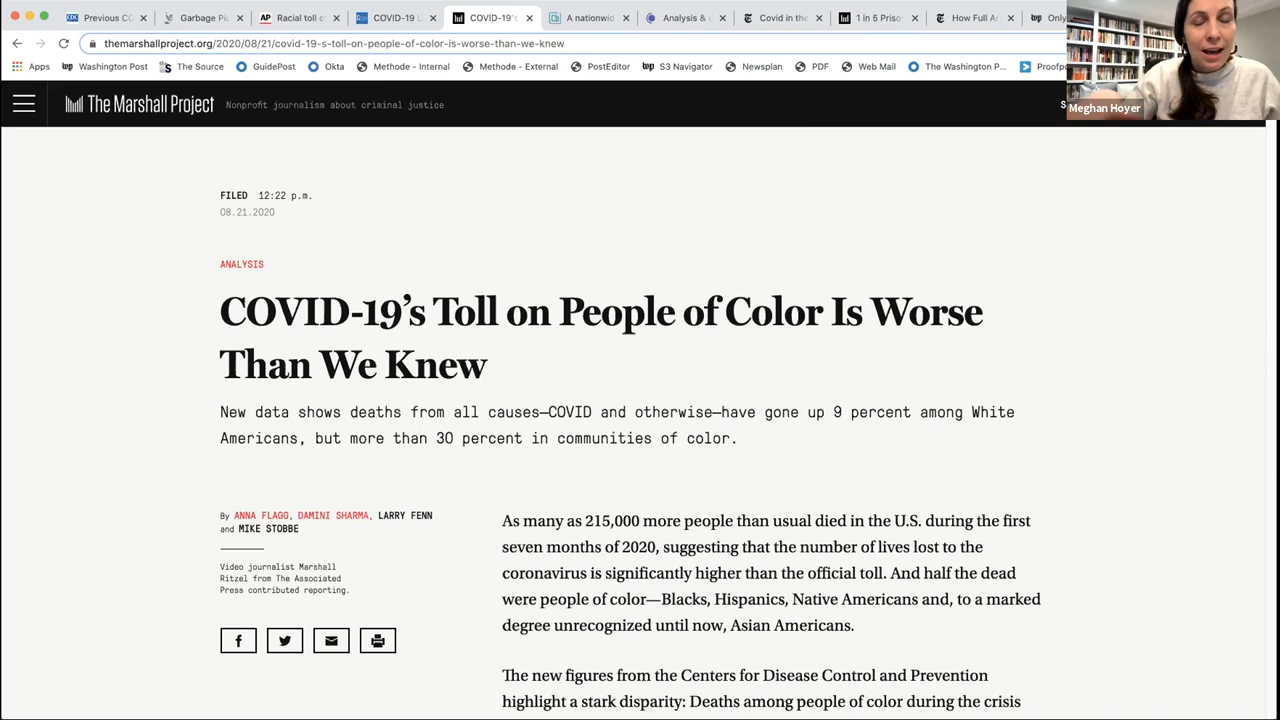 Previous CO
Garbage Pi
Racial toll o
COVID-19 U
COVID-19's
A nationwid
Analysis &
Covid in the
1 in 5 Priso
How Full A
Only
themarshallproject.org/2020/08/21/covid-19-s-toll-on-people-of-color-is-worse-than-we-knew
Apps Washington Post The Source GuidePost Okta Methode - Internal Methode - External PostEditor S3 Navigator Newsplan PDF Web Mail The Washington P... Proofp
Meghan Hoyer
The Marshall Project Nonprofit journalism about criminal justice
FILED 12:22 p.m.
08.21.2020
ANALYSIS
COVID-19’s Toll on People of Color Is Worse
Than We Knew
New data shows deaths from all causes—COVID and otherwise—have gone up 9 percent among White
Americans, but more than 30 percent in communities of color.
By ANNA FLAGG, DAMINI SHARMA, LARRY FENN
and MIKE STOBBE
Video journalist Marshall
Ritzel from The Associated
Press contributed reporting.
As many as 215,000 more people than usual died in the U.S. during the first
seven months of 2020, suggesting that the number of lives lost to the
coronavirus is significantly higher than the official toll. And half the dead
were people of color—Blacks, Hispanics, Native Americans and, to a marked
degree unrecognized until now, Asian Americans.
The new figures from the Centers for Disease Control and Prevention
highlight a stark disparity: Deaths among people of color during the crisis